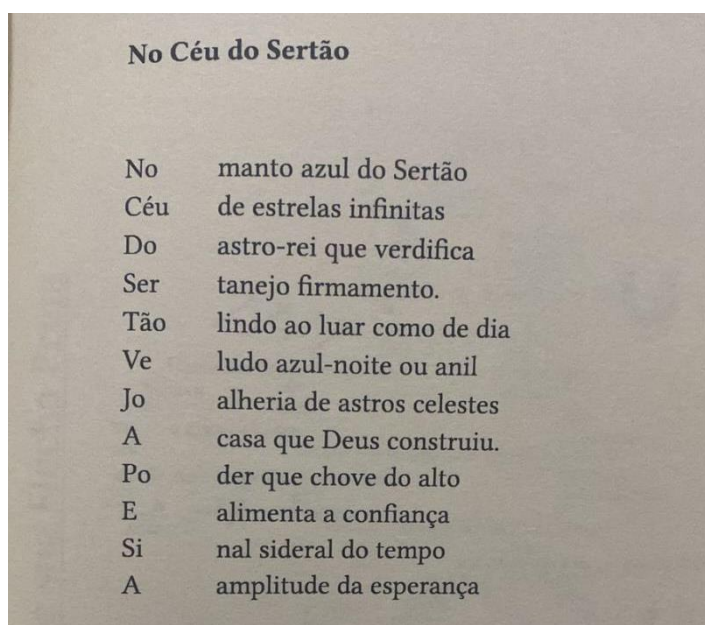 No Céu do Sertão
No manto azul do Sertão
Céu de estrelas infinitas
Do astro-rei que verdifica
Ser tanejo firmamento.
Tão lindo ao luar como de dia
Ve ludo azul-noite ou anil
Jo alheria de astros celestes
A casa que Deus construiu.
Po der que chove do alto
E alimenta a confiança
Si nal sideral do tempo
A amplitude da esperança